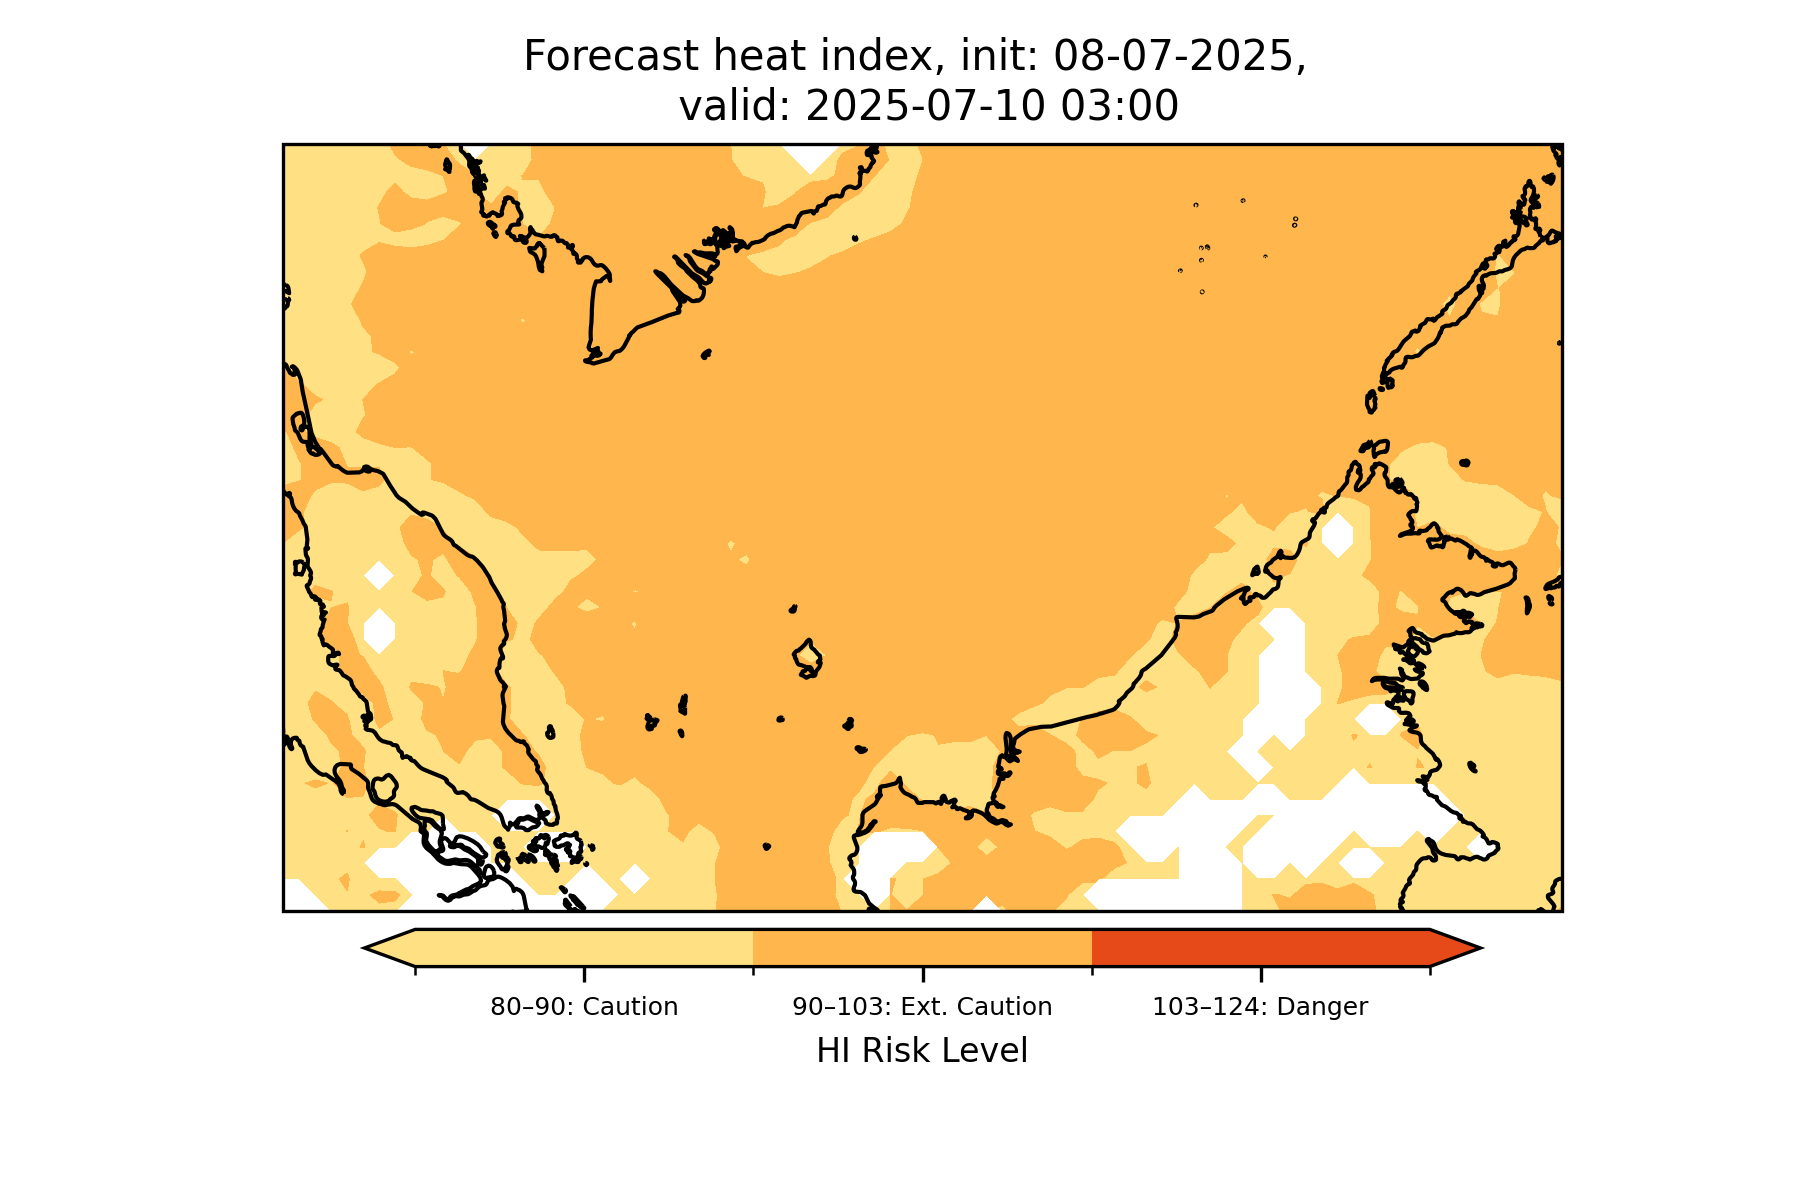 Forecast heat index, init: 08-07-2025,
valid: 2025-07-10 03:00
80–90: Caution
90–103: Ext. Caution
103–124: Danger
HI Risk Level